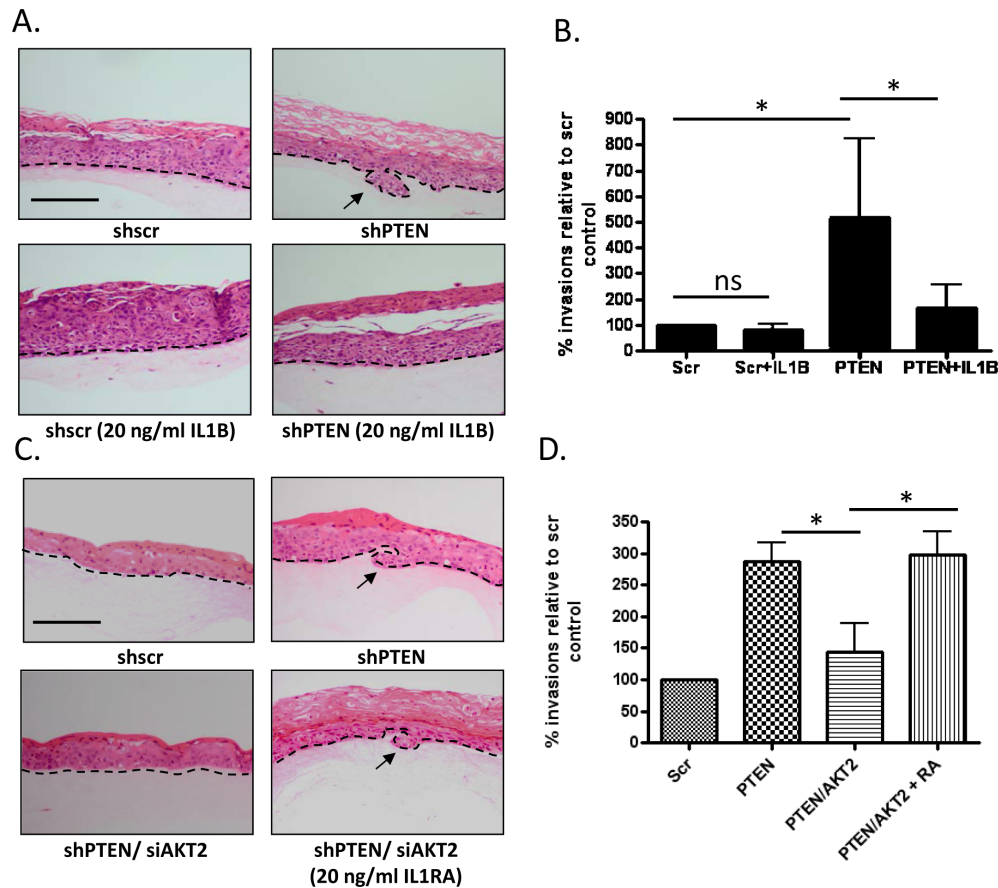 A.
shscr
shPTEN
shscr (20 ng/ml IL1B)
shPTEN (20 ng/ml IL1B)
B.
% invasions relative to scr
control
900
800
700
600
500
400
300
200
100
0
ns
*
*
Scr
Scr+IL1B
PTEN
PTEN+IL1B
C.
shscr
shPTEN
shPTEN/ siAKT2
shPTEN/ siAKT2
(20 ng/ml IL1RA)
D.
% invasions relative to scr
control
350
300
250
200
150
100
50
0
*
*
Scr
PTEN
PTEN/AKT2
PTEN/AKT2 + RA